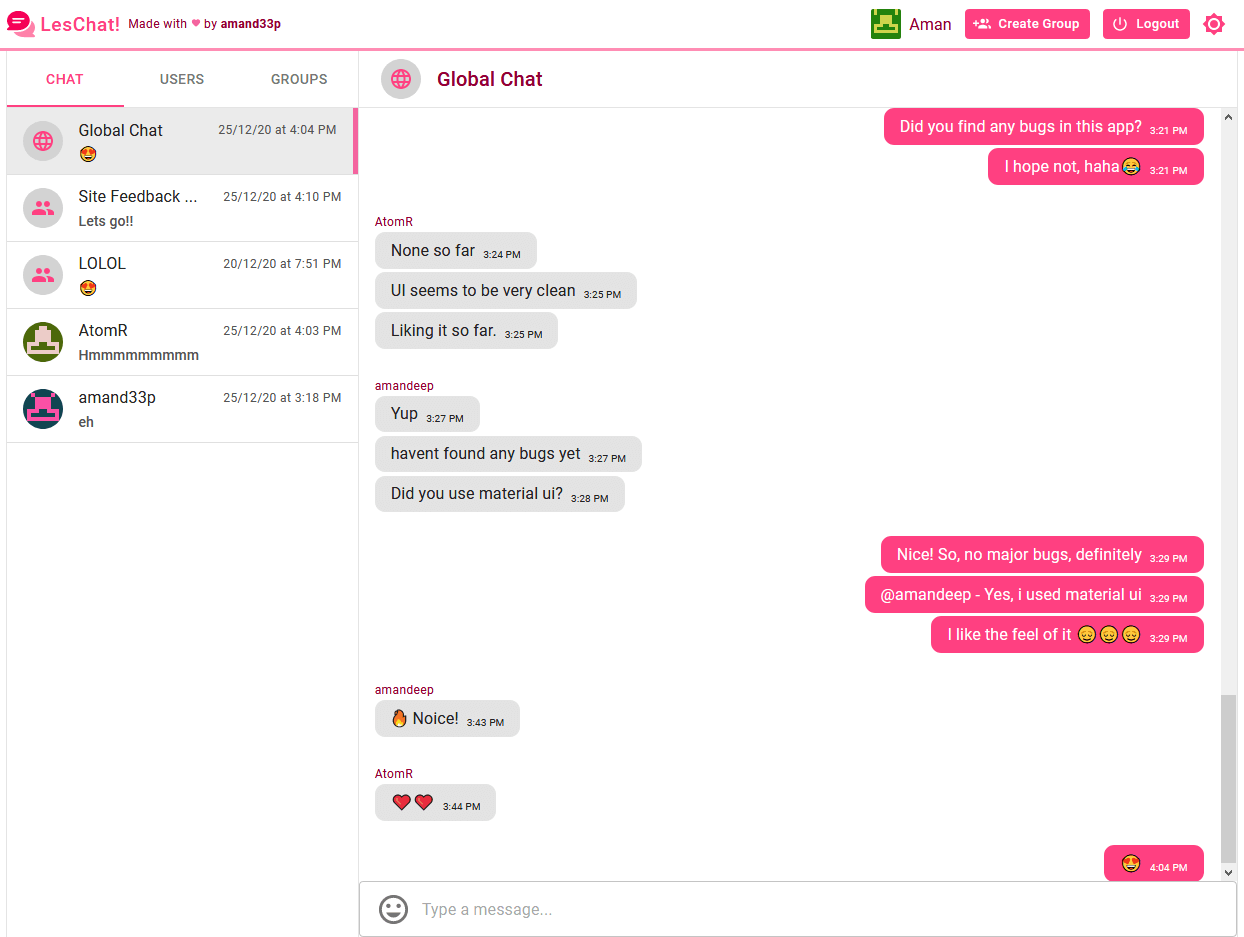 LesChat! Made with ❤ by amand33p
Aman Create Group Logout
CHAT USERS GROUPS
Global Chat 25/12/20 at 4:04 PM
😍
Site Feedback ... 25/12/20 at 4:10 PM
Lets go!!
LOLOL 20/12/20 at 7:51 PM
😍
AtomR 25/12/20 at 4:03 PM
Hmmmmmmmmm
amand33p 25/12/20 at 3:18 PM
eh
Global Chat
Did you find any bugs in this app? 3:21 PM
I hope not, haha😂 3:21 PM
AtomR
None so far 3:24 PM
UI seems to be very clean 3:25 PM
Liking it so far. 3:25 PM
amandeep
Yup 3:27 PM
havent found any bugs yet 3:27 PM
Did you use material ui? 3:28 PM
Nice! So, no major bugs, definitely 3:29 PM
@amandeep - Yes, i used material ui 3:29 PM
I like the feel of it 😌😌😌 3:29 PM
amandeep
🔥 Noice! 3:43 PM
AtomR
❤❤ 3:44 PM
😍 4:04 PM
Type a message...